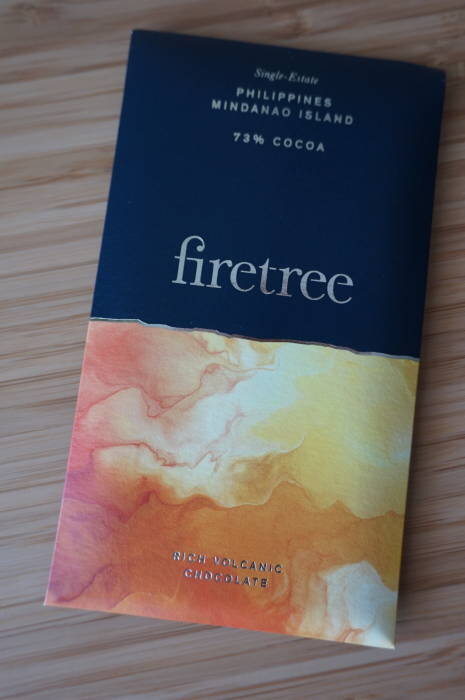 Single-Estate
PHILIPPINES
MINDANAO ISLAND
73% COCOA
firetree
RICH VOLCANIC
CHOCOLATE